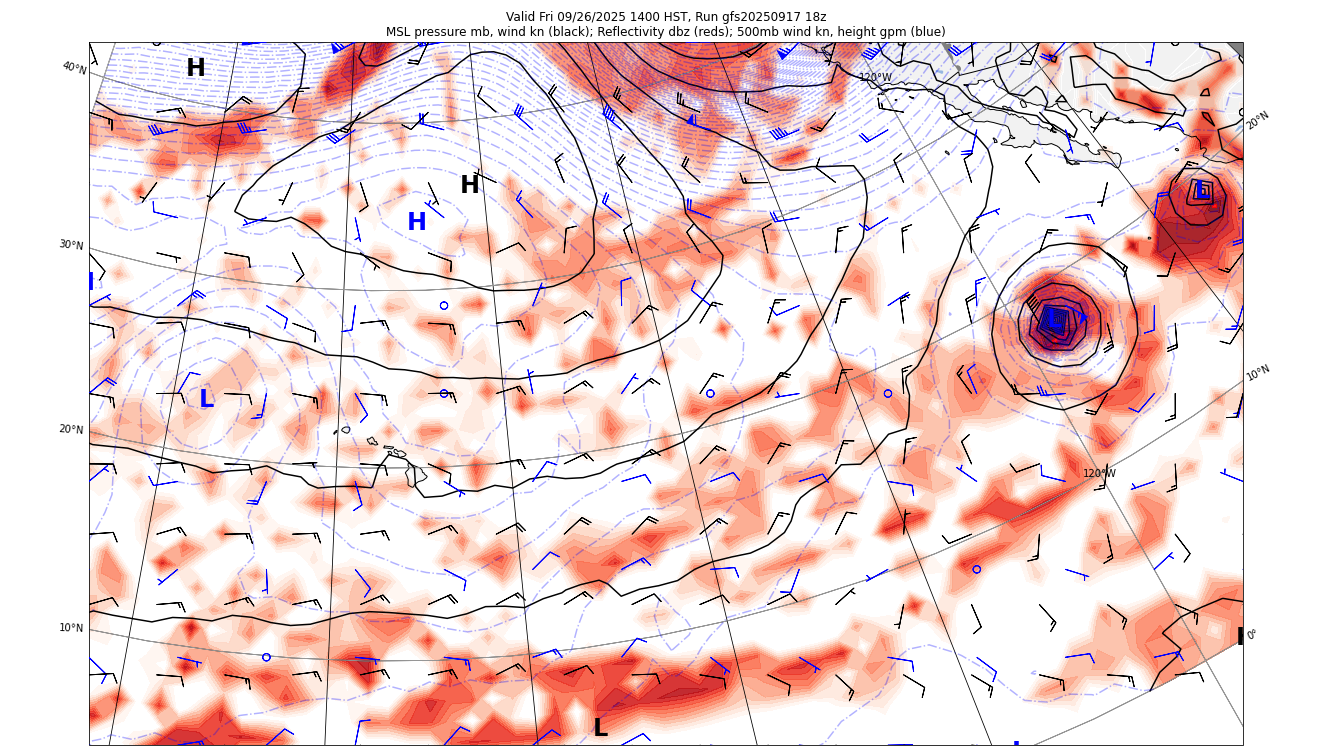 Valid Fri 09/26/2025 1400 HST, Run gfs20250917 18z
MSL pressure mb, wind kn (black); Reflectivity dbz (reds); 500mb wind kn, height gpm (blue)
40°N
H
120°W
20°N
H
L
H
30°N
L
10°N
L
20°N
120°W
10°N
0°
L